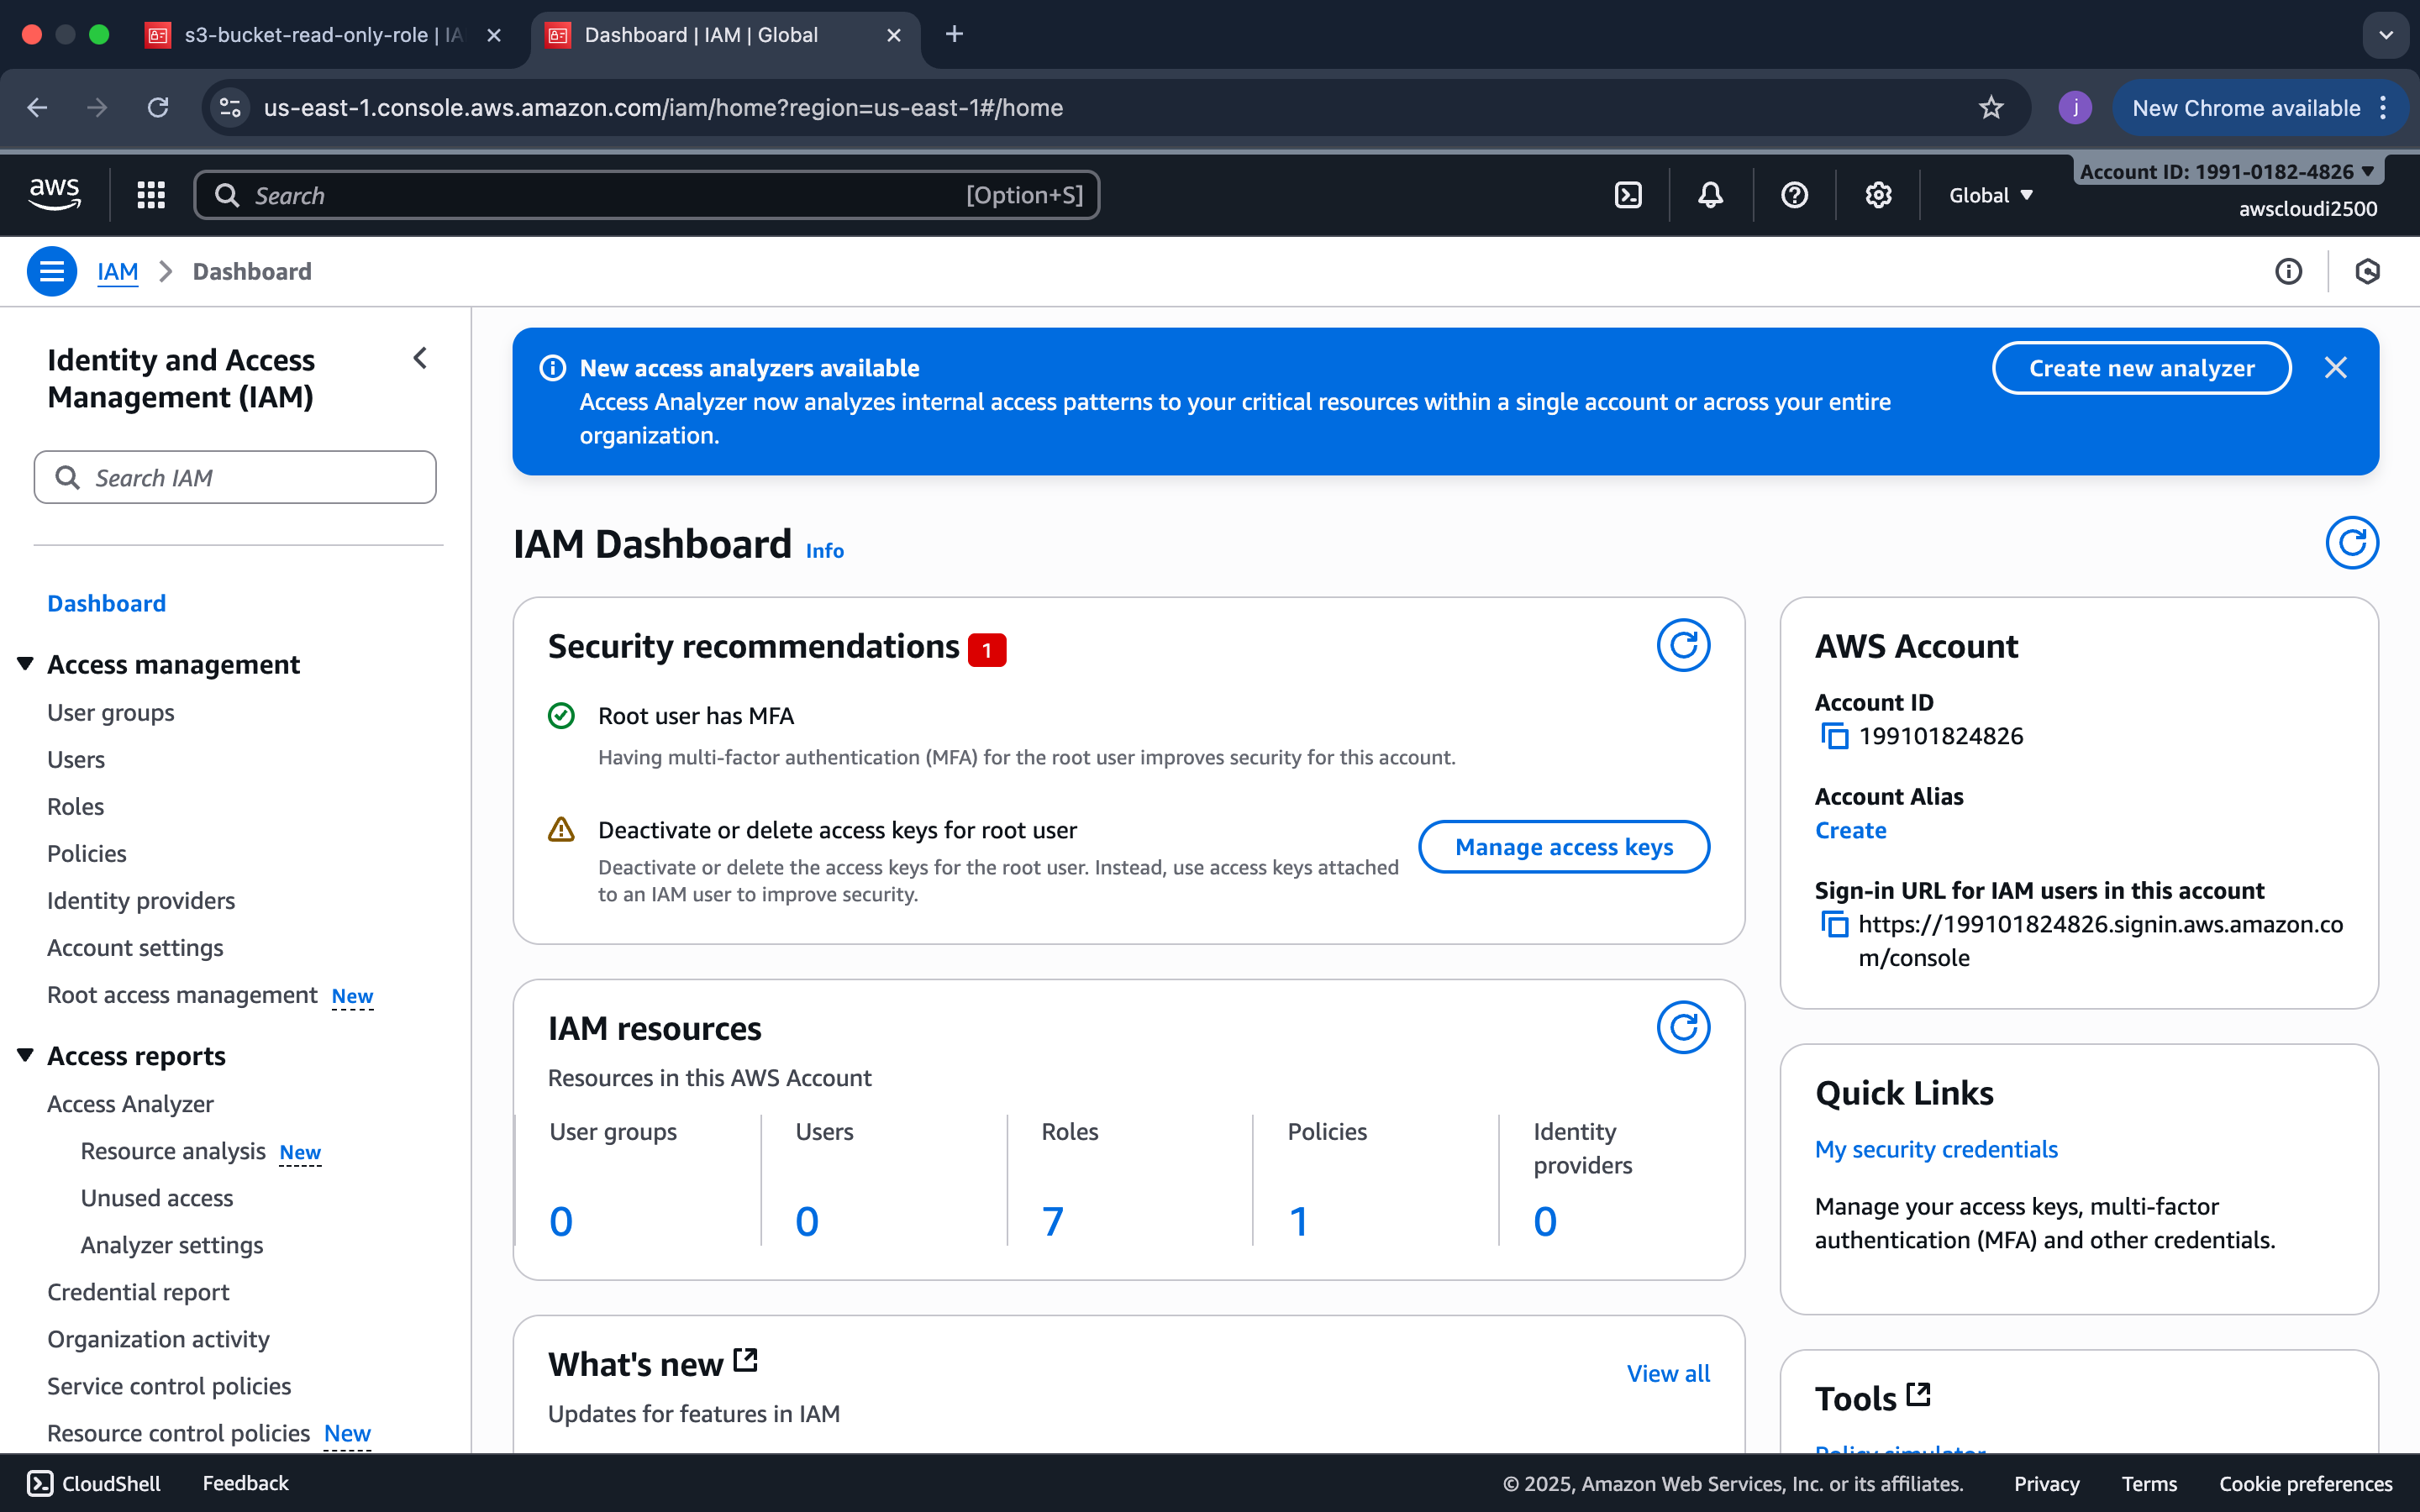 s3-bucket-read-only-role | IA
Dashboard | IAM | Global
us-east-1.console.aws.amazon.com/iam/home?region=us-east-1#/home
j
New Chrome available
aws
Search
[Option+S]
Global
Account ID: 1991-0182-4826
awscloudi2500
IAM
Dashboard
Identity and Access
Management (IAM)
Search IAM
Dashboard
Access management
User groups
Users
Roles
Policies
Identity providers
Account settings
Root access management New
Access reports
Access Analyzer
Resource analysis New
Unused access
Analyzer settings
Credential report
Organization activity
Service control policies
Resource control policies New
New access analyzers available
Access Analyzer now analyzes internal access patterns to your critical resources within a single account or across your entire
organization.
Create new analyzer
IAM Dashboard Info
Security recommendations 1
Root user has MFA
Having multi-factor authentication (MFA) for the root user improves security for this account.
Deactivate or delete access keys for root user
Deactivate or delete the access keys for the root user. Instead, use access keys attached
to an IAM user to improve security.
Manage access keys
IAM resources
Resources in this AWS Account
User groups
0
Users
0
Roles
7
Policies
1
Identity
providers
0
What's new
View all
Updates for features in IAM
AWS Account
Account ID
199101824826
Account Alias
Create
Sign-in URL for IAM users in this account
https://199101824826.signin.aws.amazon.co
m/console
Quick Links
My security credentials
Manage your access keys, multi-factor
authentication (MFA) and other credentials.
Tools
Policy simulator
CloudShell
Feedback
© 2025, Amazon Web Services, Inc. or its affiliates.
Privacy
Terms
Cookie preferences